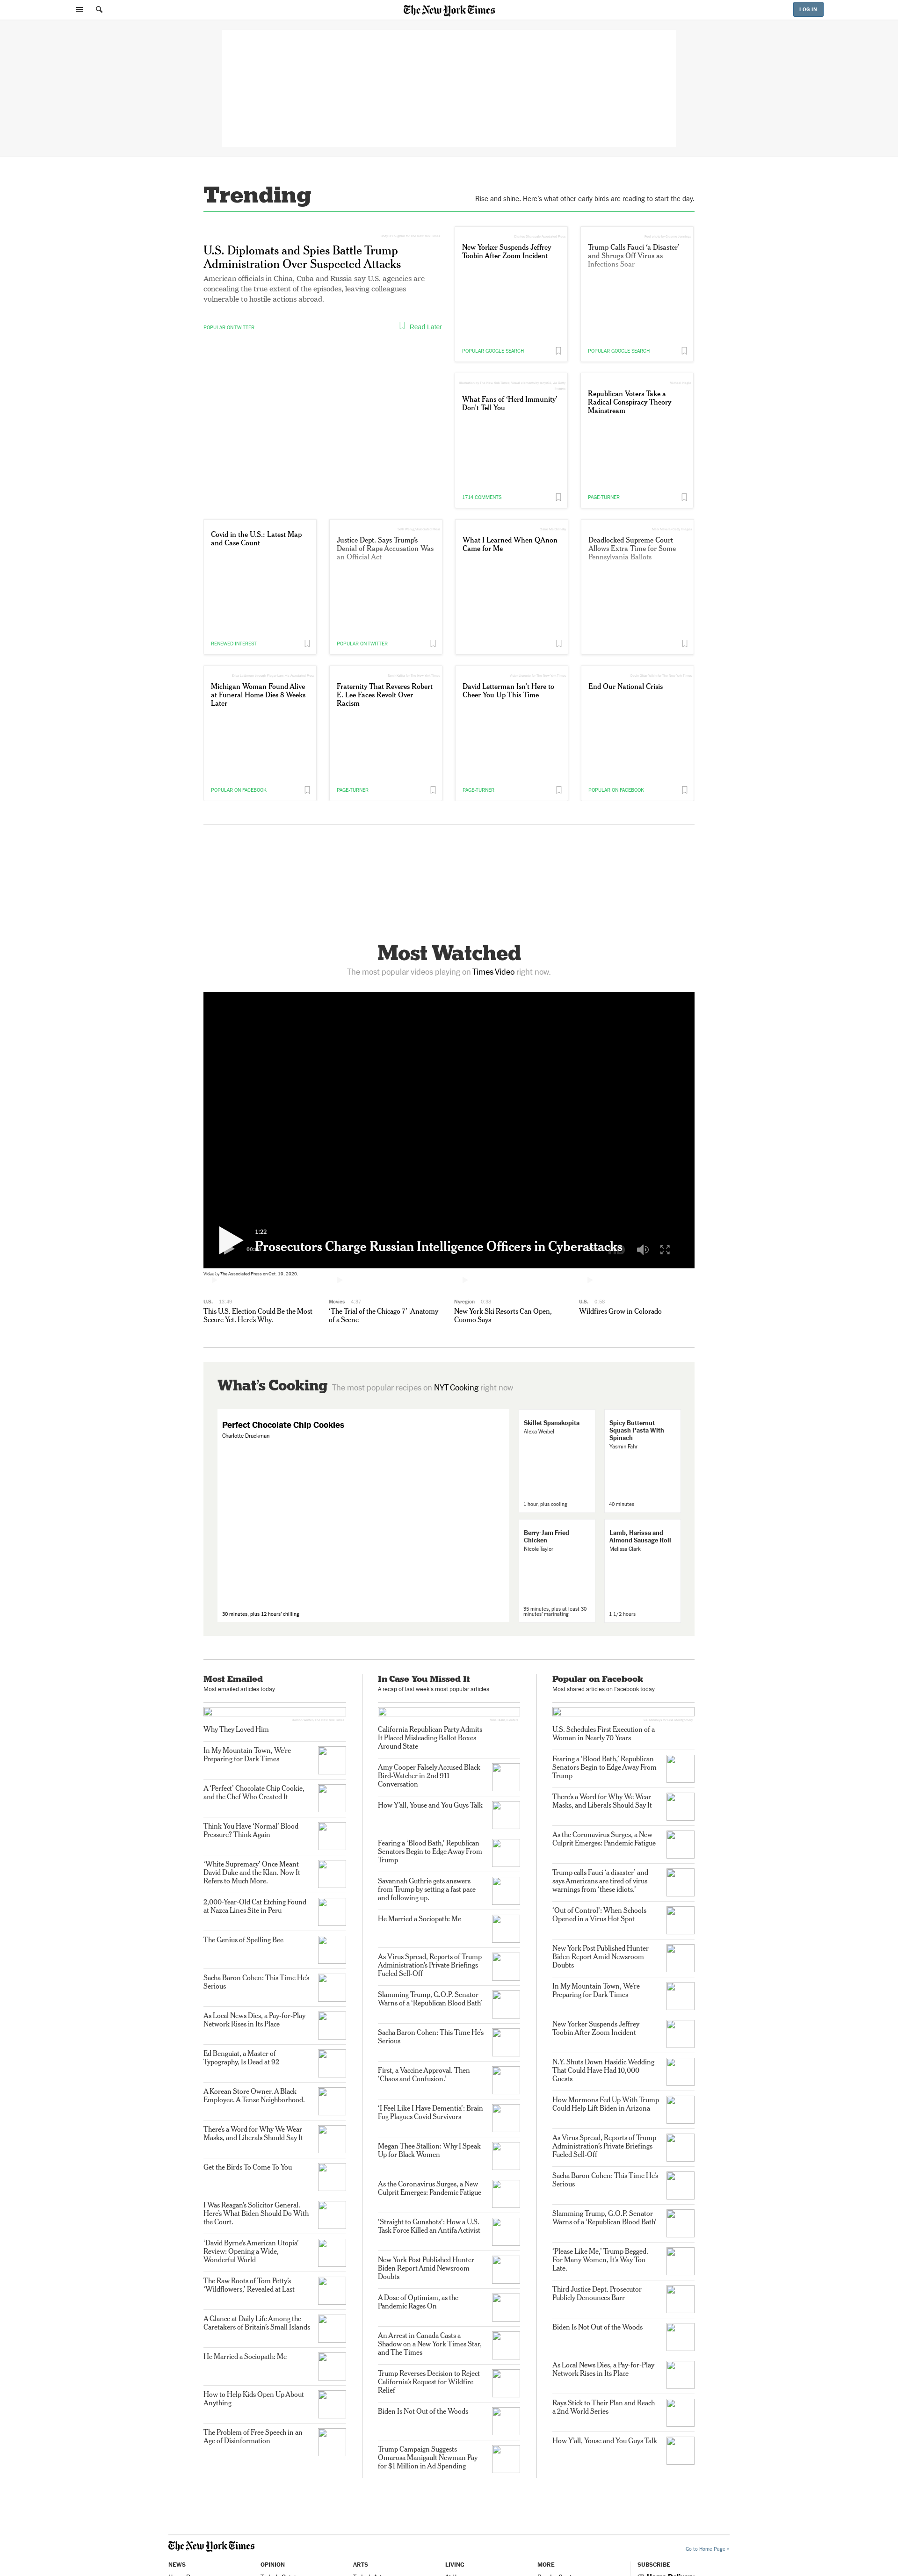 The New York Times
LOG IN
Trending
Rise and shine. Here's what other early birds are reading to start the day.
U.S. Diplomats and Spies Battle Trump
Administration Over Suspected Attacks
American officials in China, Cuba and Russia say U.S. agencies are
concealing the true extent of the episodes, leaving colleagues
vulnerable to hostile actions abroad.
POPULAR ON TWITTER
Read Later
New Yorker Suspends Jeffrey
Toobin After Zoom Incident
POPULAR GOOGLE SEARCH
Trump Calls Fauci 'a Disaster'
and Shrugs Off Virus as
Infections Soar
POPULAR GOOGLE SEARCH
What Fans of 'Herd Immunity'
Don't Tell You
1714 COMMENTS
Republican Voters Take a
Radical Conspiracy Theory
Mainstream
PAGE-TURNER
Covid in the U.S.: Latest Map
and Case Count
RENEWED INTEREST
Justice Dept. Says Trump's
Denial of Rape Accusation Was
an Official Act
POPULAR ON TWITTER
What I Learned When QAnon
Came for Me
Deadlocked Supreme Court
Allows Extra Time for Some
Pennsylvania Ballots
Michigan Woman Found Alive
at Funeral Home Dies 8 Weeks
Later
POPULAR ON FACEBOOK
Fraternity That Reveres Robert
E. Lee Faces Revolt Over
Racism
PAGE-TURNER
David Letterman Isn't Here to
Cheer You Up This Time
PAGE-TURNER
End Our National Crisis
POPULAR ON FACEBOOK
Most Watched
The most popular videos playing on Times Video right now.
1:22
Prosecutors Charge Russian Intelligence Officers in Cyberattacks
Video by The Associated Press on Oct. 19, 2020.
U.S.
This U.S. Election Could Be the Most
Secure Yet. Here's Why.
Movies 4:37
'The Trial of the Chicago 7' | Anatomy
of a Scene
Nyregion
New York Ski Resorts Can Open,
Cuomo Says
U.S.
Wildfires Grow in Colorado
What's Cooking The most popular recipes on NYT Cooking right now
Perfect Chocolate Chip Cookies
Charlotte Druckman
30 minutes, plus 12 hours' chilling
Skillet Spanakopita
Alexa Weibel
1 hour, plus cooling
Spicy Butternut
Squash Pasta With
Spinach
Yasmin Fahr
40 minutes
Berry-Jam Fried
Chicken
Nicole Taylor
35 minutes, plus at least 30
minutes' marinating
Lamb, Harissa and
Almond Sausage Roll
Melissa Clark
1 1/2 hours
Most Emailed
Most emailed articles today
Why They Loved Him
In My Mountain Town, We're
Preparing for Dark Times
A 'Perfect' Chocolate Chip Cookie,
and the Chef Who Created It
Think You Have 'Normal' Blood
Pressure? Think Again
'White Supremacy' Once Meant
David Duke and the Klan. Now It
Refers to Much More.
2,000-Year-Old Cat Etching Found
at Nazca Lines Site in Peru
The Genius of Spelling Bee
Sacha Baron Cohen: This Time He's
Serious
As Local News Dies, a Pay-for-Play
Network Rises in Its Place
Ed Benguiat, a Master of
Typography, Is Dead at 92
A Korean Store Owner. A Black
Employee. A Tense Neighborhood.
There's a Word for Why We Wear
Masks, and Liberals Should Say It
Get the Birds To Come To You
I Was Reagan's Solicitor General.
Here's What Biden Should Do With
the Court.
'David Byrne's American Utopia'
Review: Opening a Wide,
Wonderful World
The Raw Roots of Tom Petty's
'Wildflowers,' Revealed at Last
A Glance at Daily Life Among the
Caretakers of Britain's Small Islands
He Married a Sociopath: Me
How to Help Kids Open Up About
Anything
The Problem of Free Speech in an
Age of Disinformation
In Case You Missed It
A recap of last week's most popular articles
California Republican Party Admits
It Placed Misleading Ballot Boxes
Around State
Amy Cooper Falsely Accused Black
Bird-Watcher in 2nd 911
Conversation
How Y'all, Youse and You Guys Talk
Fearing a 'Blood Bath,' Republican
Senators Begin to Edge Away From
Trump
Savannah Guthrie gets answers
from Trump by setting a fast pace
and following up.
He Married a Sociopath: Me
As Virus Spread, Reports of Trump
Administration's Private Briefings
Fueled Sell-Off
Slamming Trump, G.O.P. Senator
Warns of a 'Republican Blood Bath'
Sacha Baron Cohen: This Time He's
Serious
First, a Vaccine Approval. Then
'Chaos and Confusion.'
'I Feel Like I Have Dementia': Brain
Fog Plagues Covid Survivors
Megan Thee Stallion: Why I Speak
Up for Black Women
As the Coronavirus Surges, a New
Culprit Emerges: Pandemic Fatigue
'Straight to Gunshots': How a U.S.
Task Force Killed an Antifa Activist
New York Post Published Hunter
Biden Report Amid Newsroom
Doubts
A Dose of Optimism, as the
Pandemic Rages On
An Arrest in Canada Casts a
Shadow on a New York Times Star,
and The Times
Trump Reverses Decision to Reject
California's Request for Wildfire
Relief
Biden Is Not Out of the Woods
Trump Campaign Suggests
Omarosa Manigault Newman Pay
for $1 Million in Ad Spending
Popular on Facebook
Most shared articles on Facebook today
U.S. Schedules First Execution of a
Woman in Nearly 70 Years
Fearing a 'Blood Bath,' Republican
Senators Begin to Edge Away From
Trump
There's a Word for Why We Wear
Masks, and Liberals Should Say It
As the Coronavirus Surges, a New
Culprit Emerges: Pandemic Fatigue
Trump calls Fauci 'a disaster' and
says Americans are tired of virus
warnings from 'these idiots.'
'Out of Control': When Schools
Opened in a Virus Hot Spot
New York Post Published Hunter
Biden Report Amid Newsroom
Doubts
In My Mountain Town, We're
Preparing for Dark Times
New Yorker Suspends Jeffrey
Toobin After Zoom Incident
N.Y. Shuts Down Hasidic Wedding
That Could Have Had 10,000
Guests
How Mormons Fed Up With Trump
Could Help Lift Biden in Arizona
As Virus Spread, Reports of Trump
Administration's Private Briefings
Fueled Sell-Off
Sacha Baron Cohen: This Time He's
Serious
Slamming Trump, G.O.P. Senator
Warns of a 'Republican Blood Bath'
'Please Like Me,' Trump Begged.
For Many Women, It's Way Too
Late.
Third Justice Dept. Prosecutor
Publicly Denounces Barr
Biden Is Not Out of the Woods
As Local News Dies, a Pay-for-Play
Network Rises in Its Place
Rays Stick to Their Plan and Reach
a 2nd World Series
How Y'all, Youse and You Guys Talk
The New York Times
Go to Home Page »
NEWS
OPINION
ARTS
LIVING
MORE
SUBSCRIBE